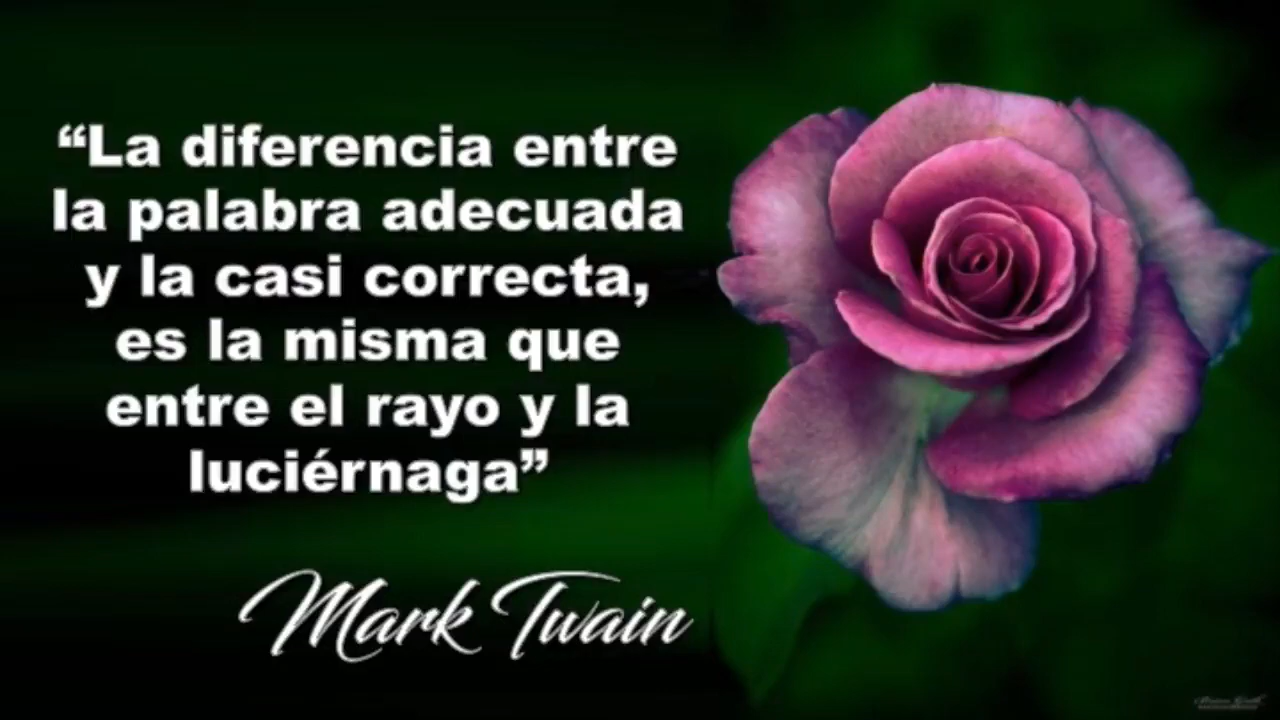 “La diferencia entre
la palabra adecuada
y la casi correcta,
es la misma que
entre el rayo y la
luciérnaga”
Mark Twain